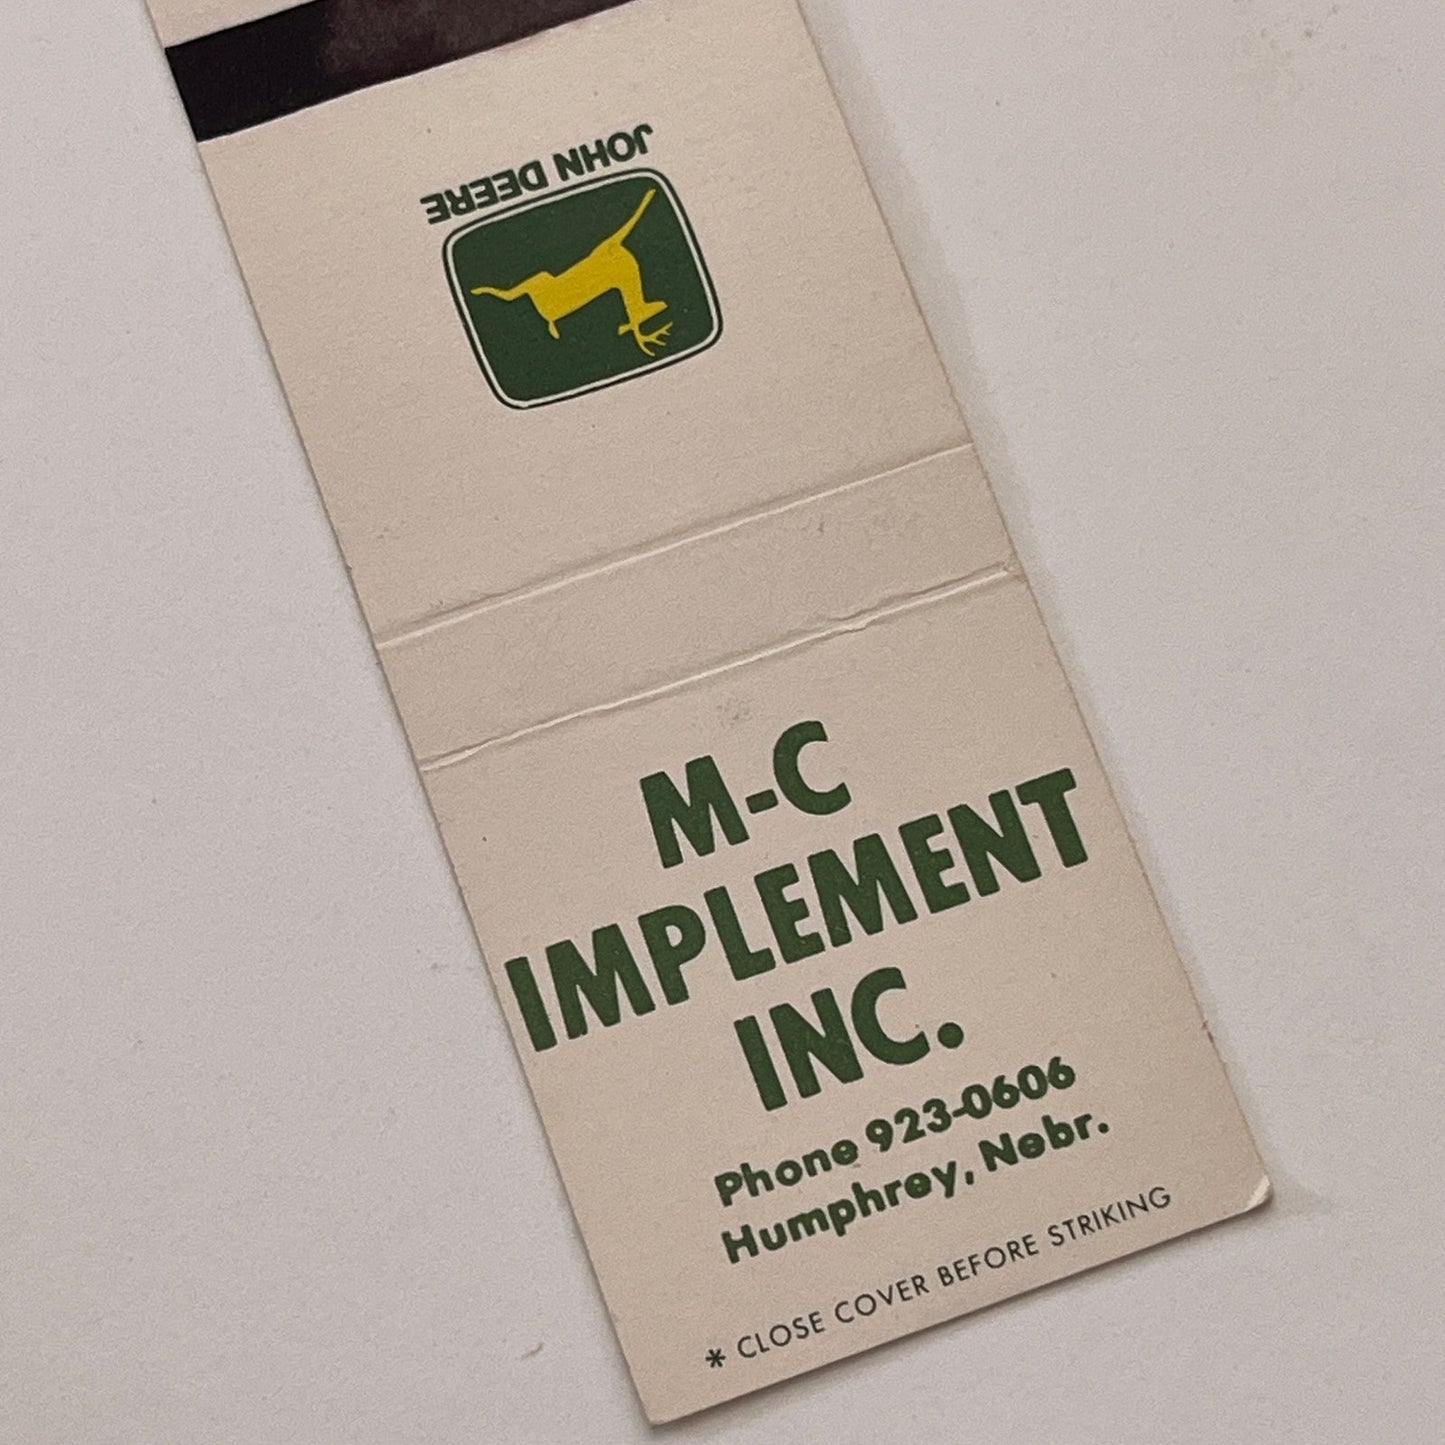 JOHN DEERE
M-C
IMPLEMENT
INC.
Phone 923-0606
Humphrey, Nebr.
* CLOSE COVER BEFORE STRIKING